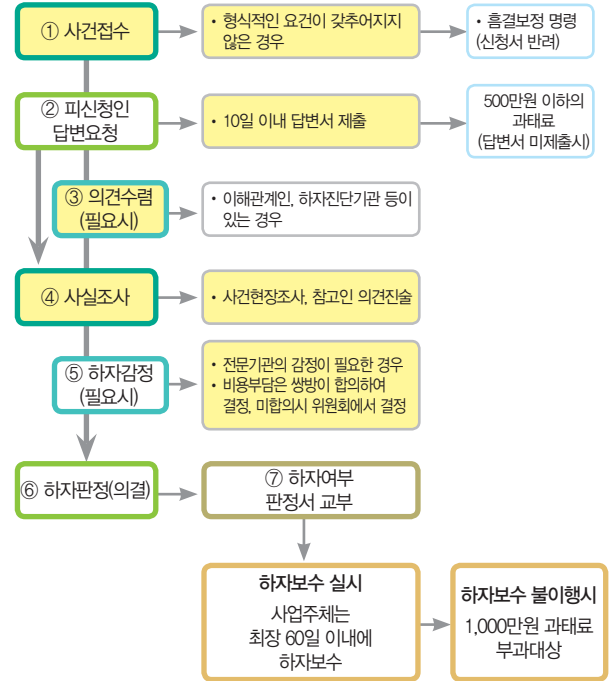 ① 사건접수
• 형식적인 요건이 갖추어지지
않은 경우
• 흠결보정 명령
(신청서 반려)
② 피신청인
답변요청
• 10일 이내 답변서 제출
500만원 이하의
과태료
(답변서 미제출시)
③ 의견수렴
(필요시)
• 이해관계인, 하자진단기관 등이
있는 경우
④ 사실조사
• 사건현장조사, 참고인 의견진술
⑤ 하자감정
(필요시)
• 전문기관의 감정이 필요한 경우
• 비용부담은 쌍방이 합의하여
결정, 미합의시 위원회에서 결정
⑥ 하자판정(의결)
⑦ 하자여부
판정서 교부
하자보수 실시
사업주체는
최장 60일 이내에
하자보수
하자보수 불이행시
1,000만원 과태료
부과대상